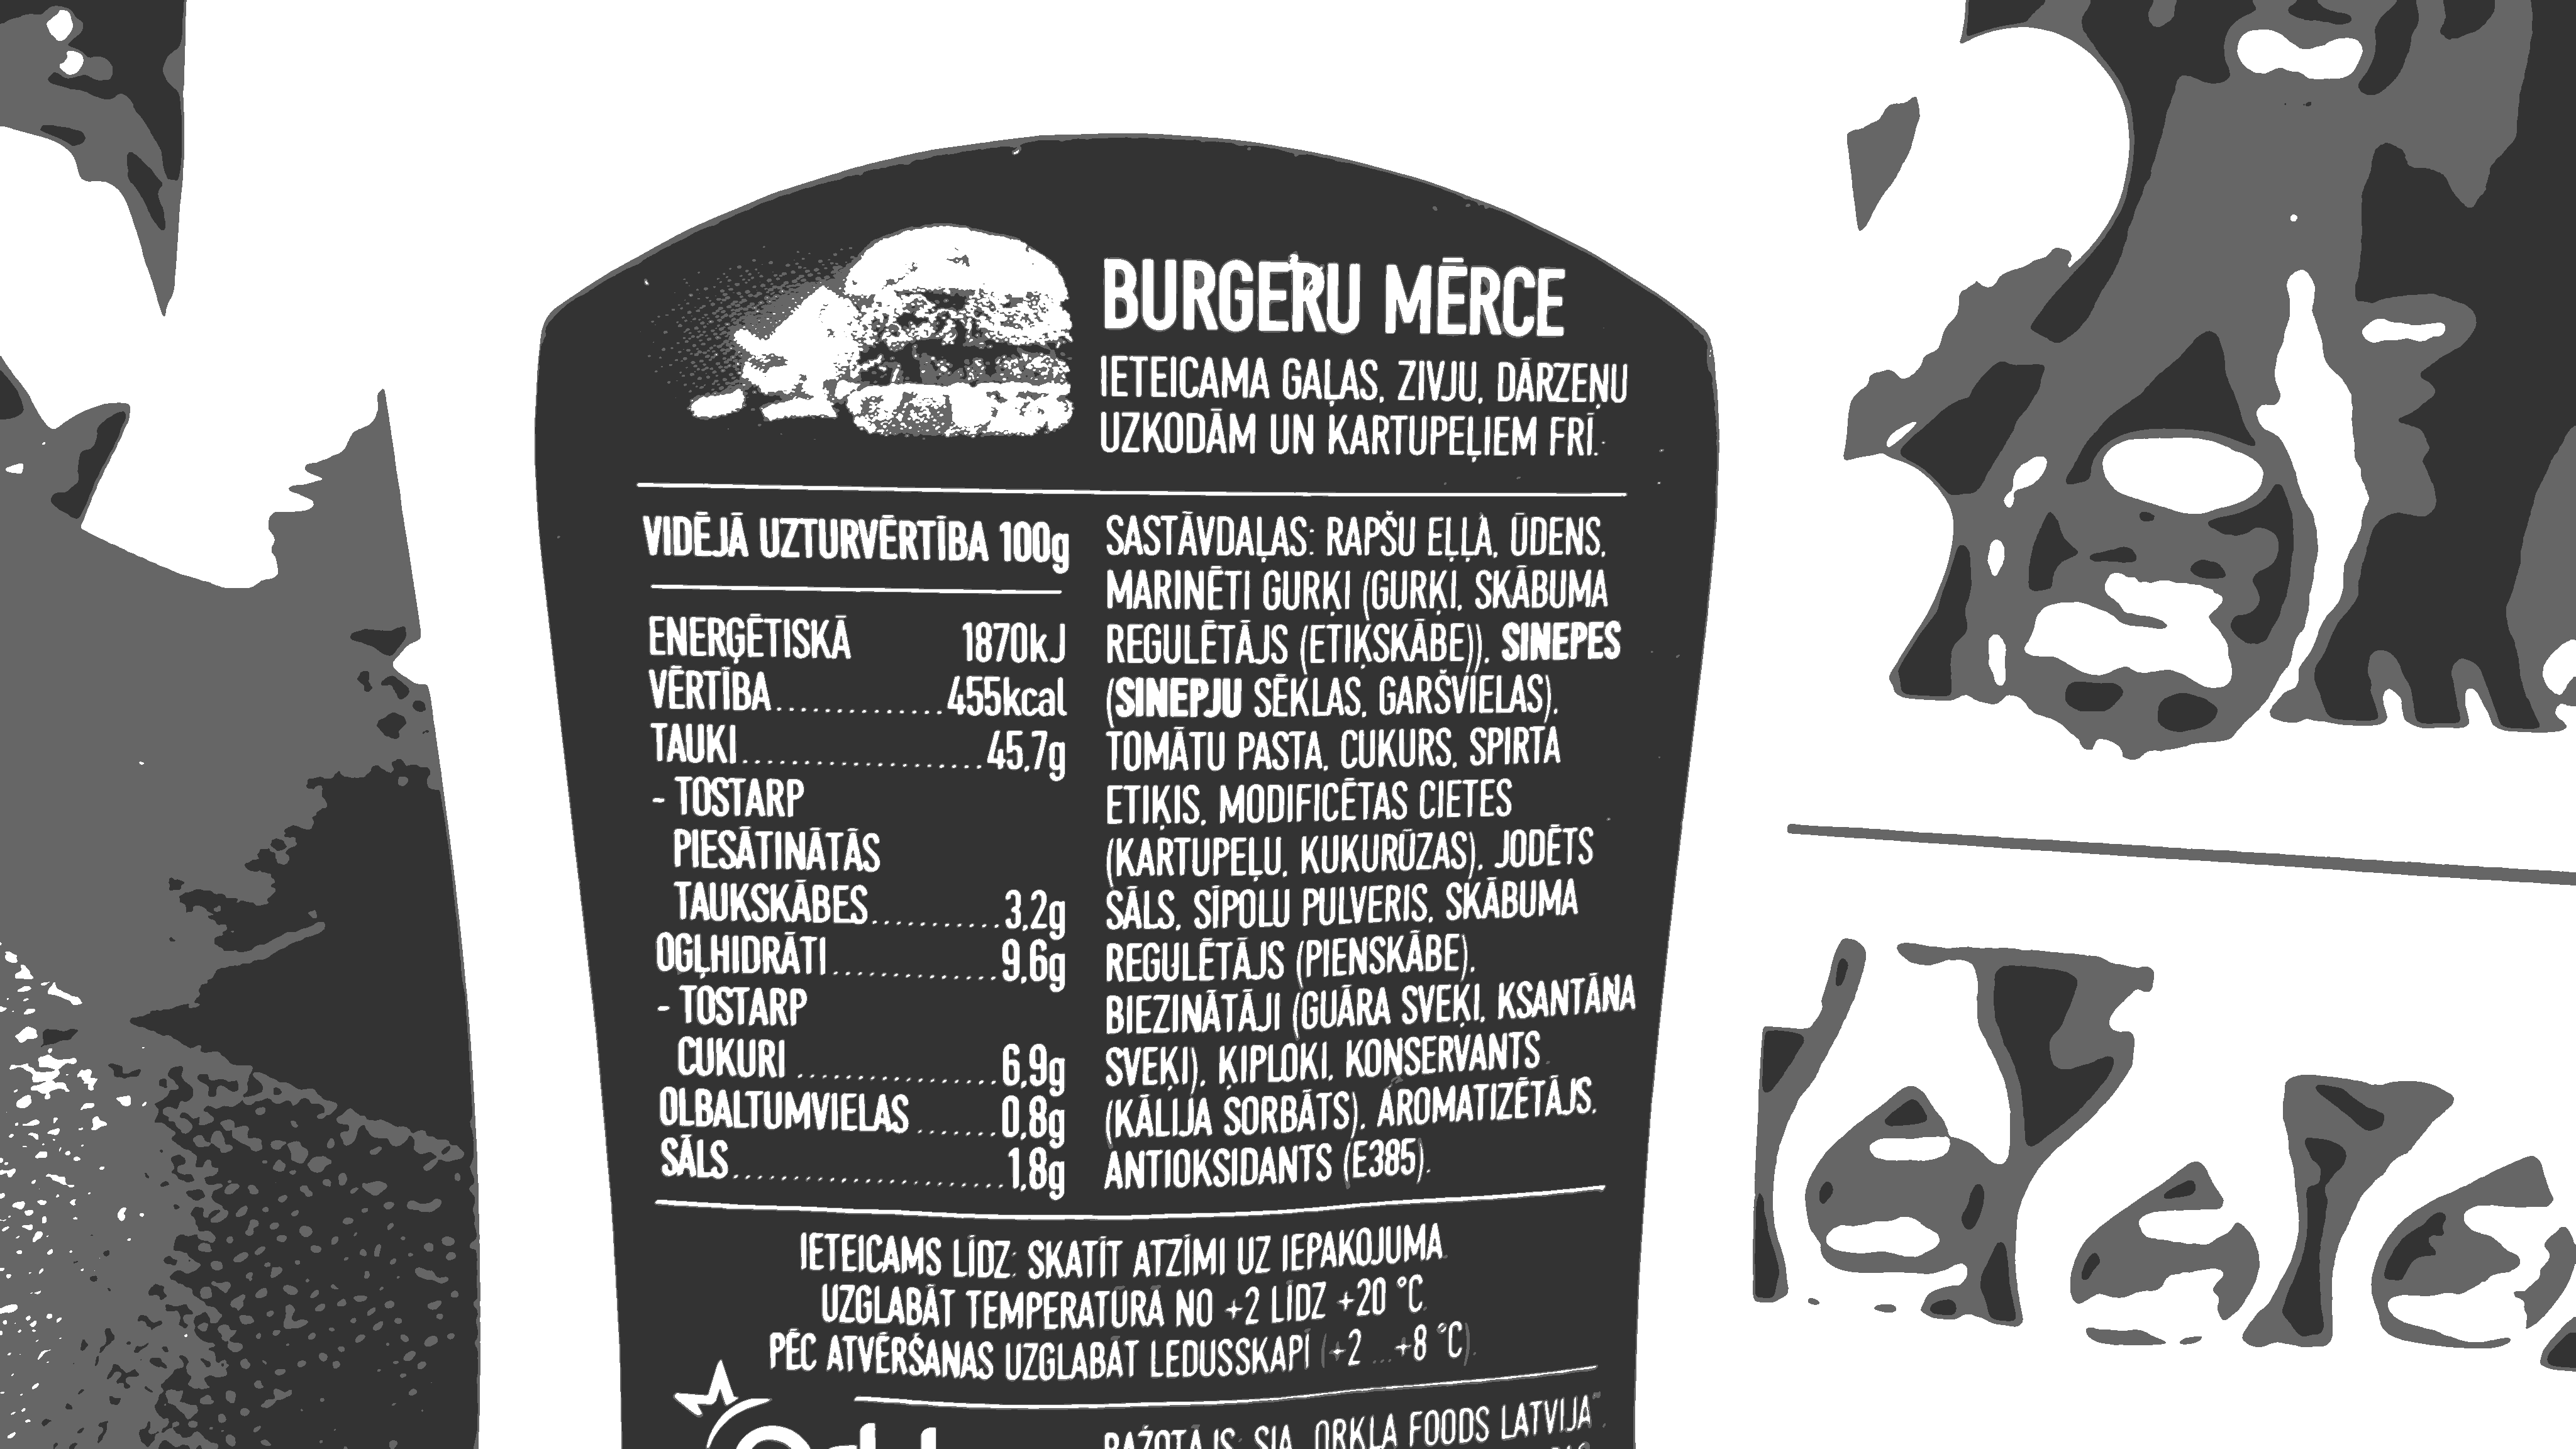 BURGERU MĒRCE
IETEICAMA GAĻAS, ZIVJU, DĀRZEŅU
UZKODĀM UN KARTUPEĻIEM FRĪ.
VIDĒJĀ UZTURVĒRTĪBA 100g
ENERĢĒTISKĀ 1870kJ
VĒRTĪBA..............455kcal
TAUKI.....................45,7g
- TOSTARP
PIESĀTINĀTĀS
TAUKSKĀBES...........3,2g
OGĻHIDRĀTI..............9,6g
- TOSTARP
CUKURI.................6,9g
OLBALTUMVIELAS.......0,8g
SĀLS........................1,8g
SASTĀVDAĻAS: RAPŠU EĻĻA, ŪDENS,
MARINĒTI GURĶI (GURĶI, SKĀBUMA
REGULĒTĀJS (ETIĶSKĀBE)), SINEPES
(SINEPJU SĒKLAS, GARŠVIELAS),
TOMĀTU PASTA, CUKURS, SPIRTA
ETIĶIS, MODIFICĒTAS CIETES
(KARTUPEĻU, KUKURŪZAS), JODĒTS
SĀLS, SĪPOLU PULVERIS, SKĀBUMA
REGULĒTĀJS (PIENSKĀBE),
BIEZINĀTĀJI (GUĀRA SVEĶI, KSANTĀNA
SVEĶI), ĶIPLOKI, KONSERVANTS
(KĀLIJA SORBĀTS), AROMATIZĒTĀJS,
ANTIOKSIDANTS (E385).
IETEICAMS LĪDZ: SKATĪT ATZĪMI UZ IEPAKOJUMA.
UZGLABĀT TEMPERATŪRĀ NO +2 LĪDZ +20 °C.
PĒC ATVĒRŠANAS UZGLABĀT LEDUSSKAPĪ (+2 ...+8 °C).
RAŽOTĀJS: SIA „ORKLA FOODS LATVIJA",